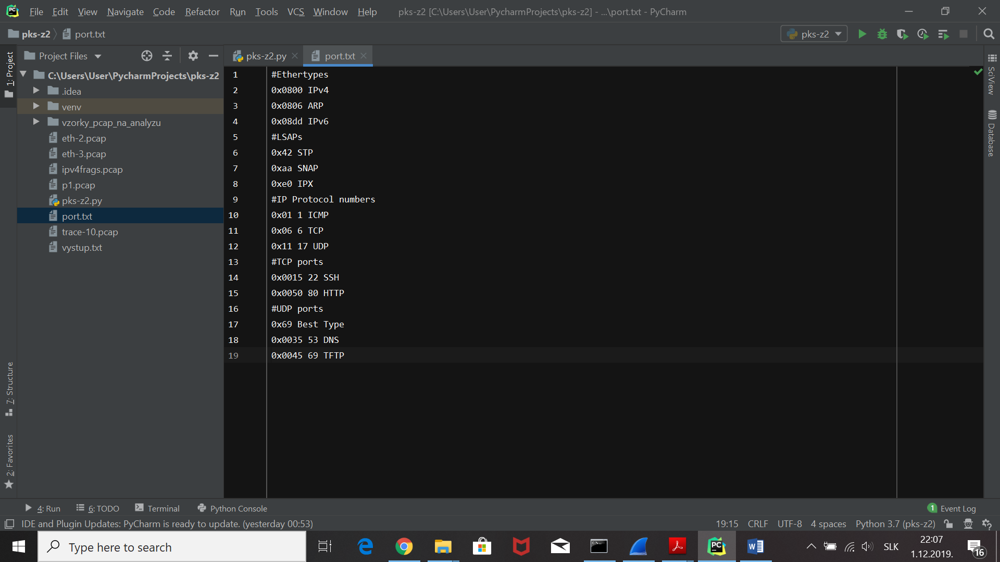 File Edit View Navigate Code Refactor Run Tools VCS Window Help pks-z2 [C:\Users\User\PycharmProjects\pks-z2] - ...\port.txt - PyCharm
pks-z2 port.txt pks-z2
Project Files pks-z2.py port.txt
1: Project
C:\Users\User\PycharmProjects\pks-z2
.idea
venv
vzorky_pcap_na_analyzu
eth-2.pcap
eth-3.pcap
ipv4frags.pcap
p1.pcap
pks-z2.py
port.txt
trace-10.pcap
vystup.txt
7: Structure
2: Favorites
1 #Ethertypes
2 0x0800 IPv4
3 0x0806 ARP
4 0x08dd IPv6
5 #LSAPs
6 0x42 STP
7 0xaa SNAP
8 0xe0 IPX
9 #IP Protocol numbers
10 0x01 1 ICMP
11 0x06 6 TCP
12 0x11 17 UDP
13 #TCP ports
14 0x0015 22 SSH
15 0x0050 80 HTTP
16 #UDP ports
17 0x69 Best Type
18 0x0035 53 DNS
19 0x0045 69 TFTP
SciView
Database
4: Run 6: TODO Terminal Python Console 1 Event Log
IDE and Plugin Updates: PyCharm is ready to update. (yesterday 00:53) 19:15 CRLF UTF-8 4 spaces Python 3.7 (pks-z2)
Type here to search
SLK
22:07
1.12.2019.
16